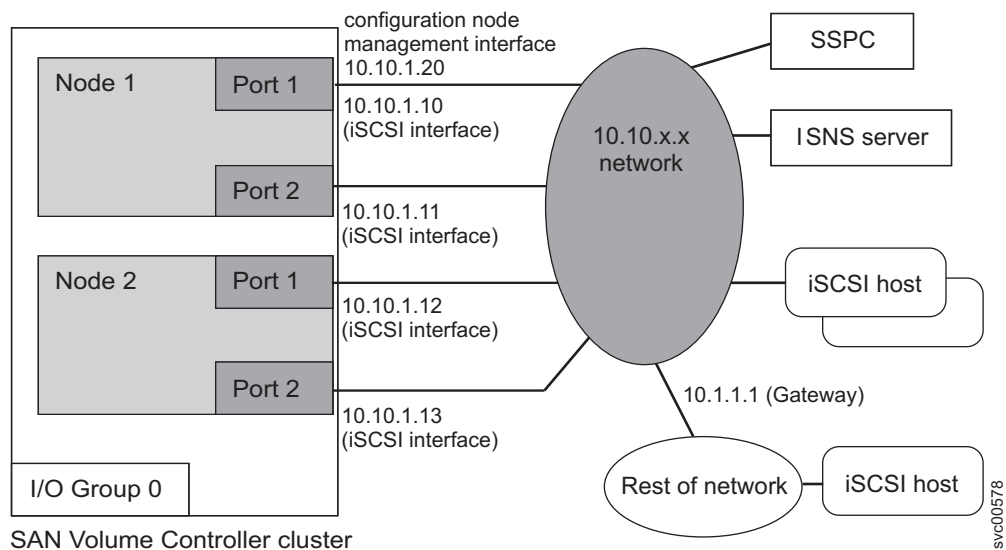 configuration node
management interface
10.10.1.20
Node 1
Port 1
10.10.1.10
(iSCSI interface)
Port 2
10.10.1.11
(iSCSI interface)
Node 2
Port 1
10.10.1.12
(iSCSI interface)
Port 2
10.10.1.13
(iSCSI interface)
I/O Group 0
SAN Volume Controller cluster
10.10.x.x
network
SSPC
ISNS server
iSCSI host
10.1.1.1 (Gateway)
Rest of network
iSCSI host
svc00578